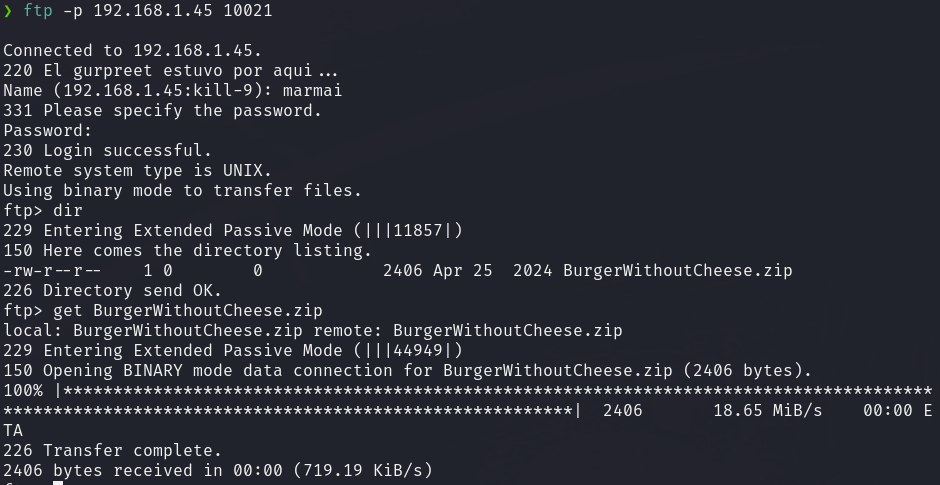 ❯ ftp -p 192.168.1.45 10021
Connected to 192.168.1.45.
220 El gurpreet estuvo por aqui...
Name (192.168.1.45:kill-9): marmai
331 Please specify the password.
Password:
230 Login successful.
Remote system type is UNIX.
Using binary mode to transfer files.
ftp> dir
229 Entering Extended Passive Mode (|||11857|)
150 Here comes the directory listing.
-rw-r--r--    1 0        0            2406 Apr 25  2024 BurgerWithoutCheese.zip
226 Directory send OK.
ftp> get BurgerWithoutCheese.zip
local: BurgerWithoutCheese.zip remote: BurgerWithoutCheese.zip
229 Entering Extended Passive Mode (|||44949|)
150 Opening BINARY mode data connection for BurgerWithoutCheese.zip (2406 bytes).
100% |***************************************************************************************
*********************************************************|  2406       18.65 MiB/s    00:00 E
TA
226 Transfer complete.
2406 bytes received in 00:00 (719.19 KiB/s)